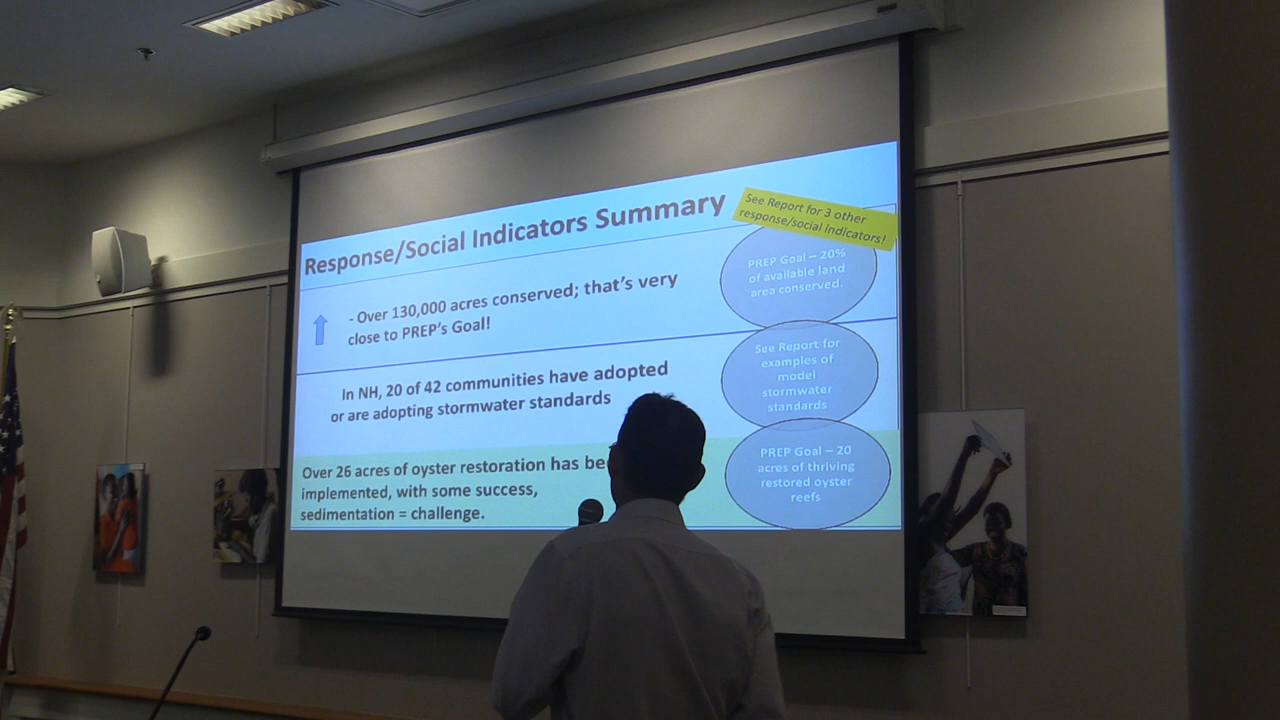 Response/Social Indicators Summary
See Report for 3 other
response/social indicators!
- Over 130,000 acres conserved; that's very
close to PREP's Goal!
PREP Goal – 20%
of available land
area conserved.
In NH, 20 of 42 communities have adopted
or are adopting stormwater standards
See Report for
examples of
model
stormwater
standards
Over 26 acres of oyster restoration has
implemented, with some success,
sedimentation = challenge.
PREP Goal – 20
acres of thriving
restored oyster
reefs